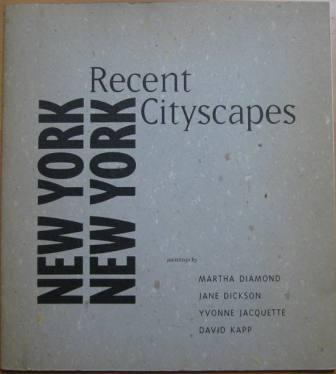 NEW YORK
NEW YORK
Recent
Cityscapes
paintings by
MARTHA DIAMOND
JANE DICKSON
YVONNE JACQUETTE
DAVID KAPP